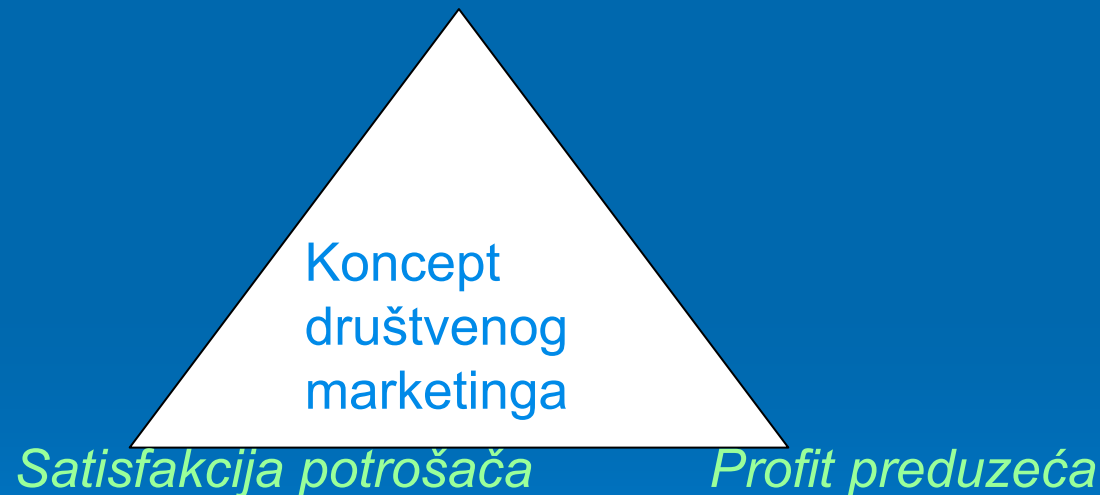 Koncept
društvenog
marketinga
Satisfakcija potrošača
Profit preduzeća